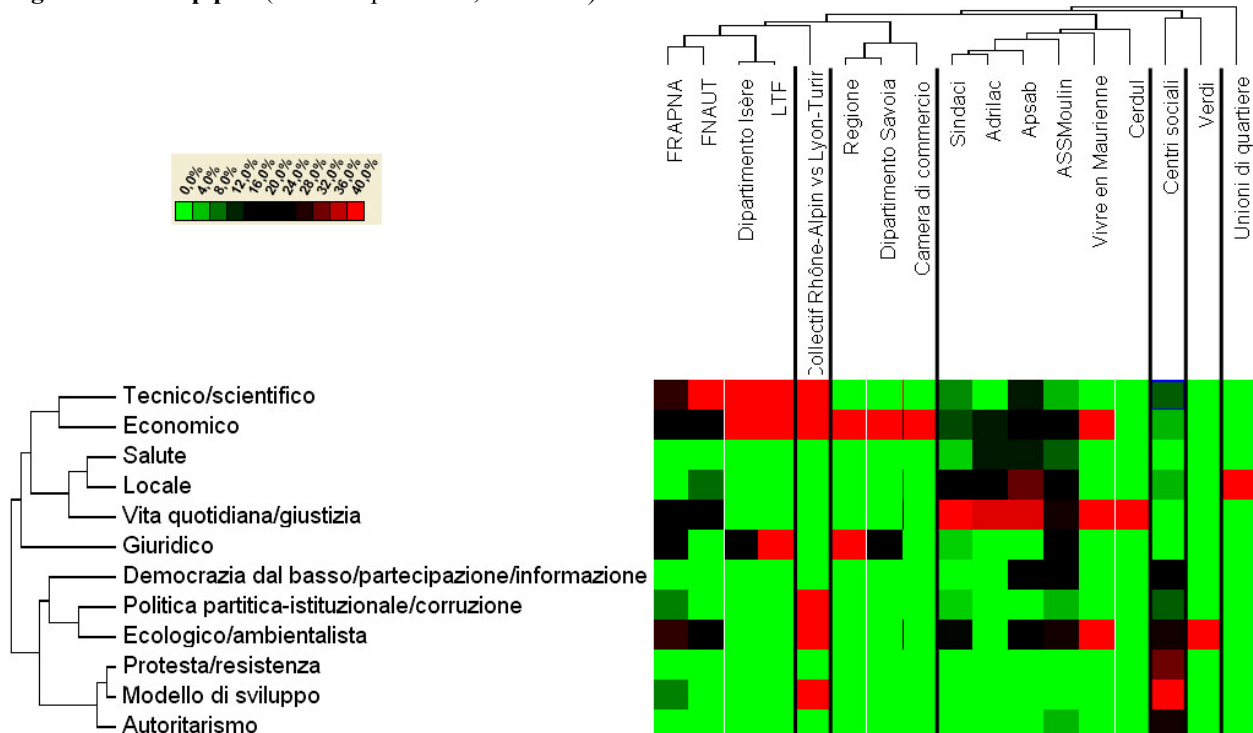 0,0%
4,0%
8,0%
12,0%
16,0%
20,0%
24,0%
28,0%
32,0%
36,0%
40,0%
FRAPNA
FNAUT
Dipartimento Isère
LTF
Collectif Rhône-Alpin vs Lyon-Turir
Regione
Dipartimento Savoia
Camera di commercio
Sindaci
Adrilac
Apsab
ASSMoulin
Vivre en Maurienne
Cerdul
Centri sociali
Verdi
Unioni di quartiere
Tecnico/scientifico
Economico
Salute
Locale
Vita quotidiana/giustizia
Giuridico
Democrazia dal basso/partecipazione/informazione
Politica partitica-istituzionale/corruzione
Ecologico/ambientalista
Protesta/resistenza
Modello di sviluppo
Autoritarismo